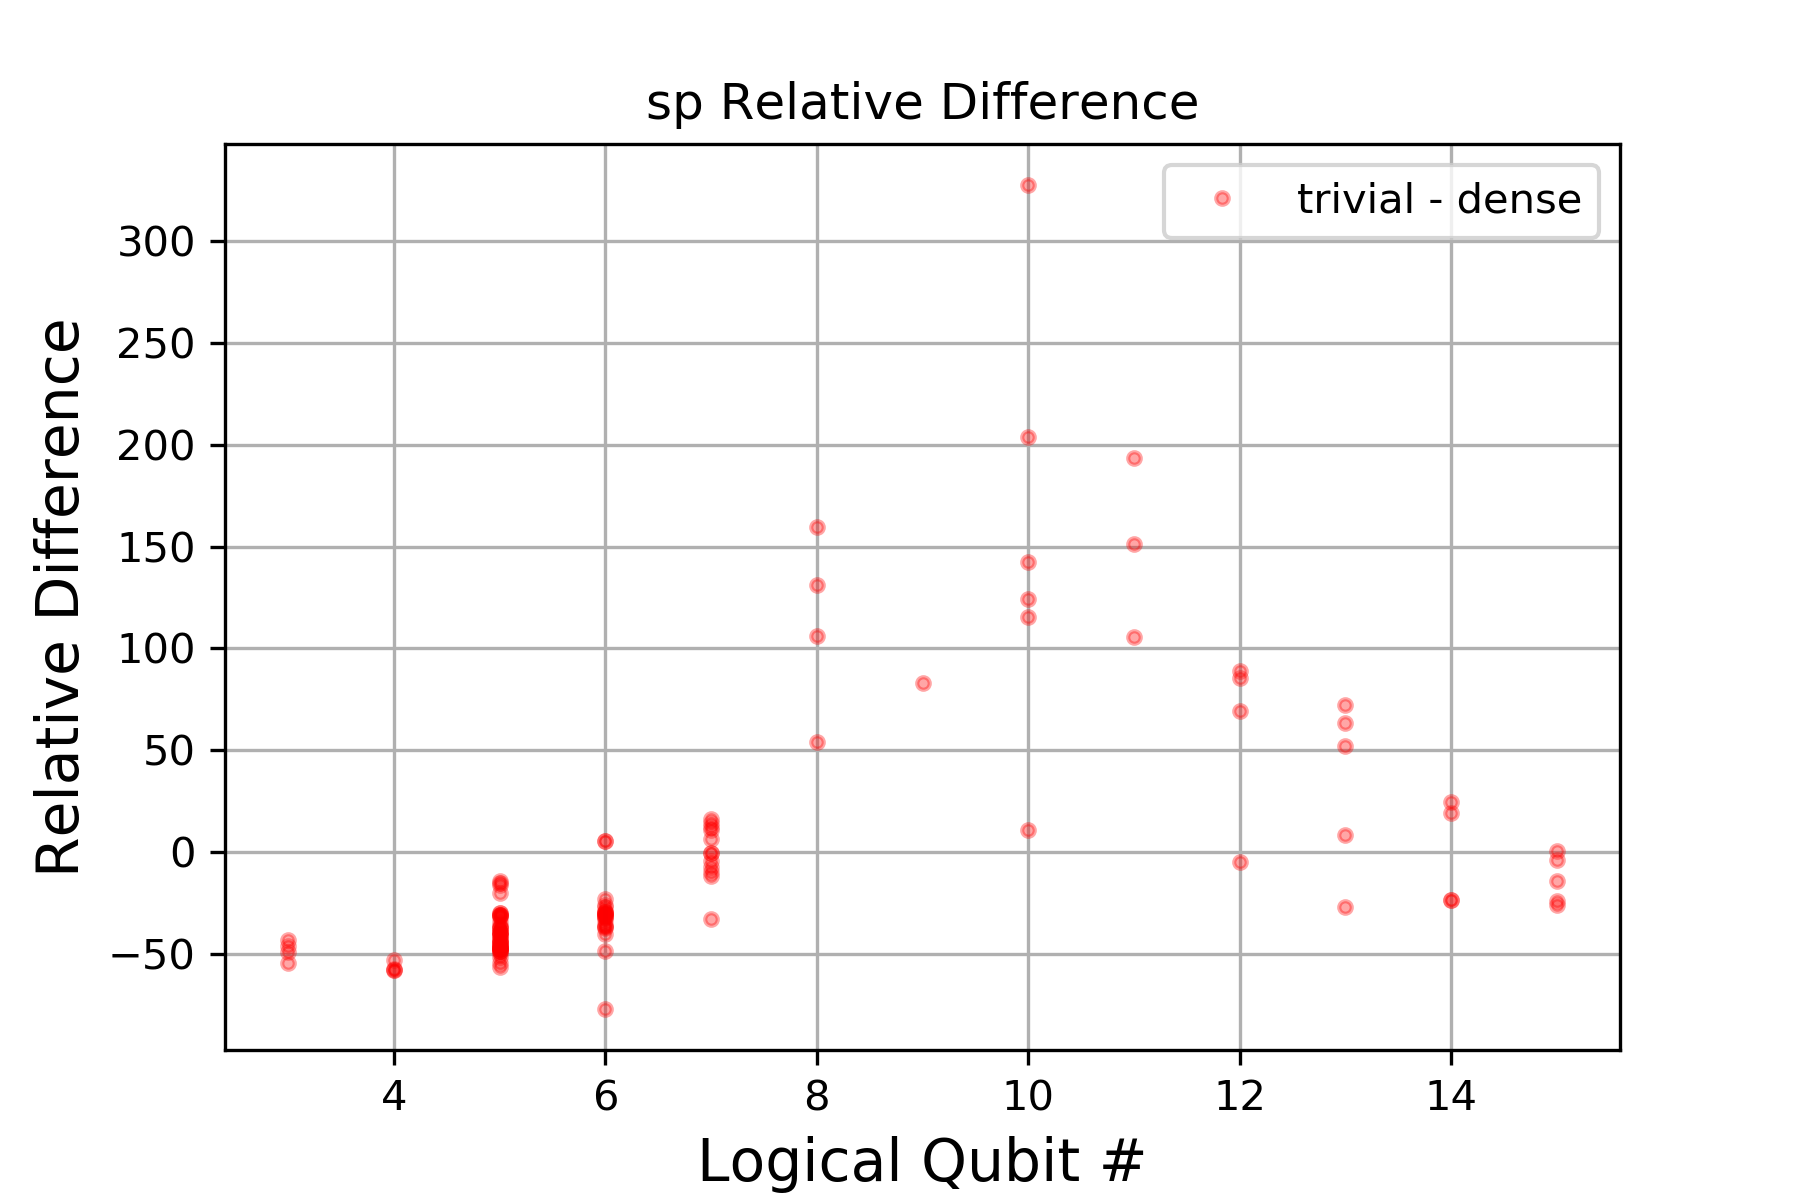 sp Relative Difference
trivial - dense
Relative Difference
300
250
200
150
100
50
0
−50
4 6 8 10 12 14
Logical Qubit #